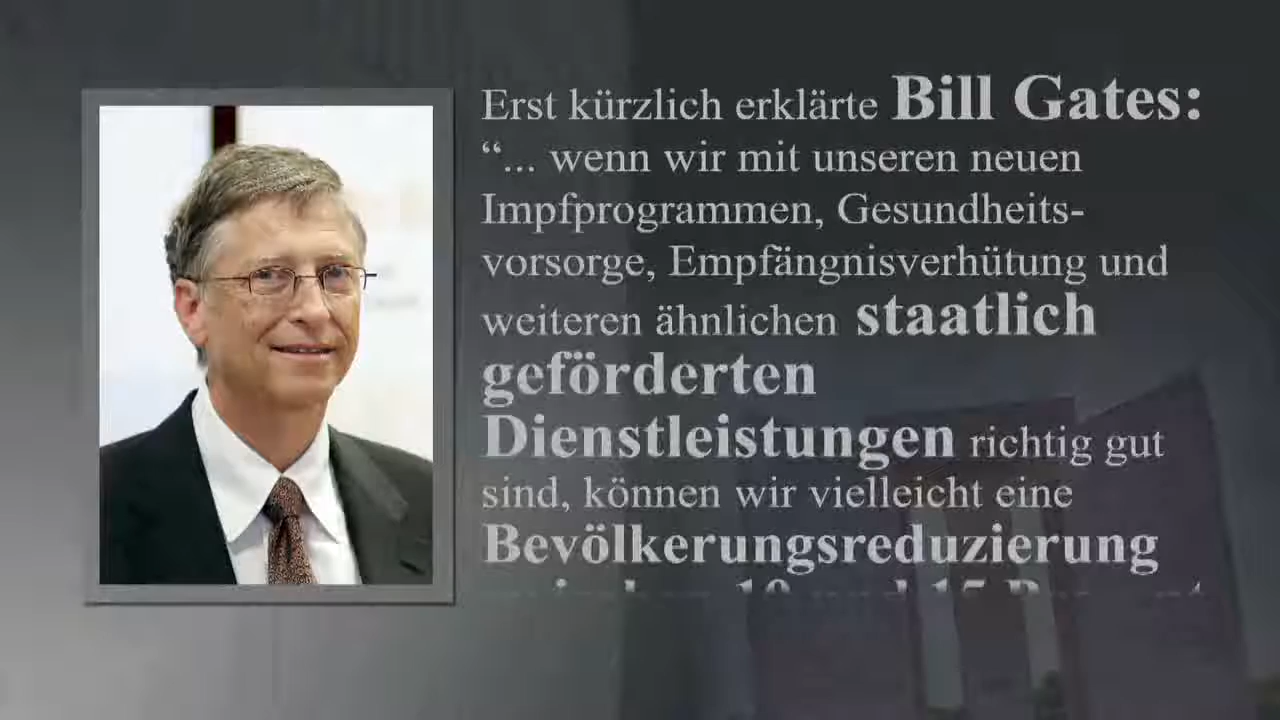 Erst kürzlich erklärte Bill Gates:
“... wenn wir mit unseren neuen
Impfprogrammen, Gesundheits-
vorsorge, Empfängnisverhütung und
weiteren ähnlichen staatlich
geförderten
Dienstleistungen richtig gut
sind, können wir vielleicht eine
Bevölkerungsreduzierung